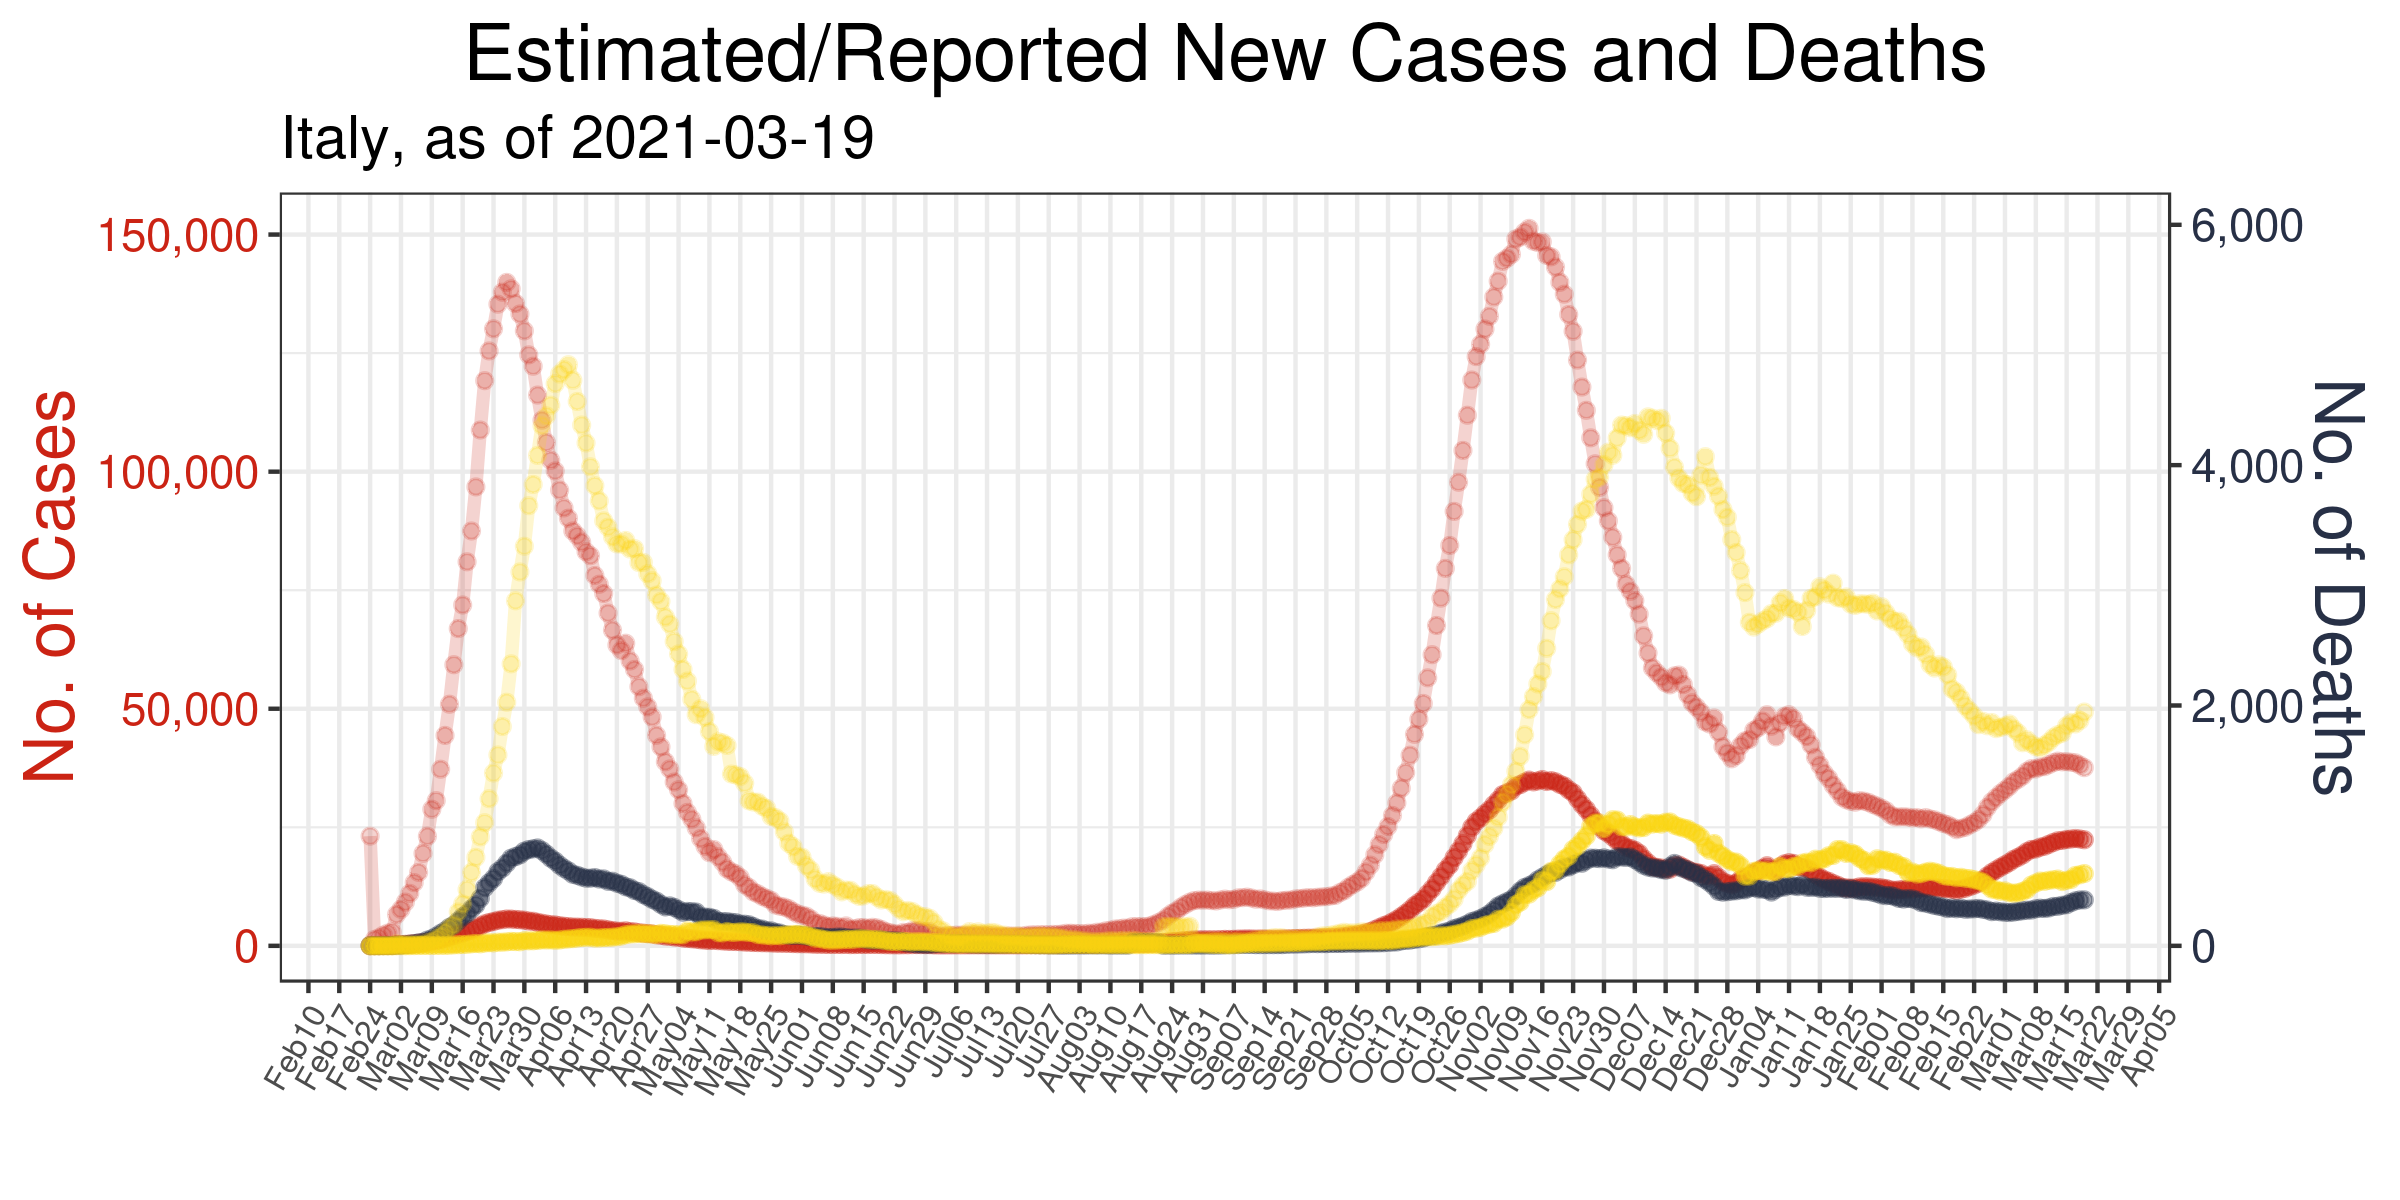 Estimated/Reported New Cases and Deaths
Italy, as of 2021-03-19
No. of Cases
150,000
100,000
50,000
0
6,000
4,000
2,000
0
No. of Deaths
Feb10
Feb17
Feb24
Mar02
Mar09
Mar16
Mar23
Mar30
Apr06
Apr13
Apr20
Apr27
May04
May11
May18
May25
Jun01
Jun08
Jun15
Jun22
Jun29
Jul06
Jul13
Jul20
Jul27
Aug03
Aug10
Aug17
Aug24
Aug31
Sep07
Sep14
Sep21
Sep28
Oct05
Oct12
Oct19
Oct26
Nov02
Nov09
Nov16
Nov23
Nov30
Dec07
Dec14
Dec21
Dec28
Dec04
Jan11
Jan18
Jan25
Jan01
Feb08
Feb15
Feb22
Mar01
Mar08
Mar15
Mar22
Mar29
Apr05